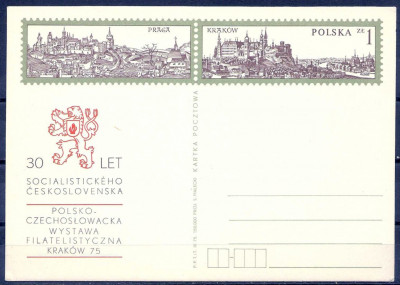 PRAGA
KRAKÓW
POLSKA
ZŁ 1
30 LET
SOCIALISTICKÉHO
ČESKOSLOVENSKA
POLSKO-
CZECHOSŁOWACKA
WYSTAWA
FILATELISTYCZNA
KRAKÓW 75
KARTKA POCZTOWA